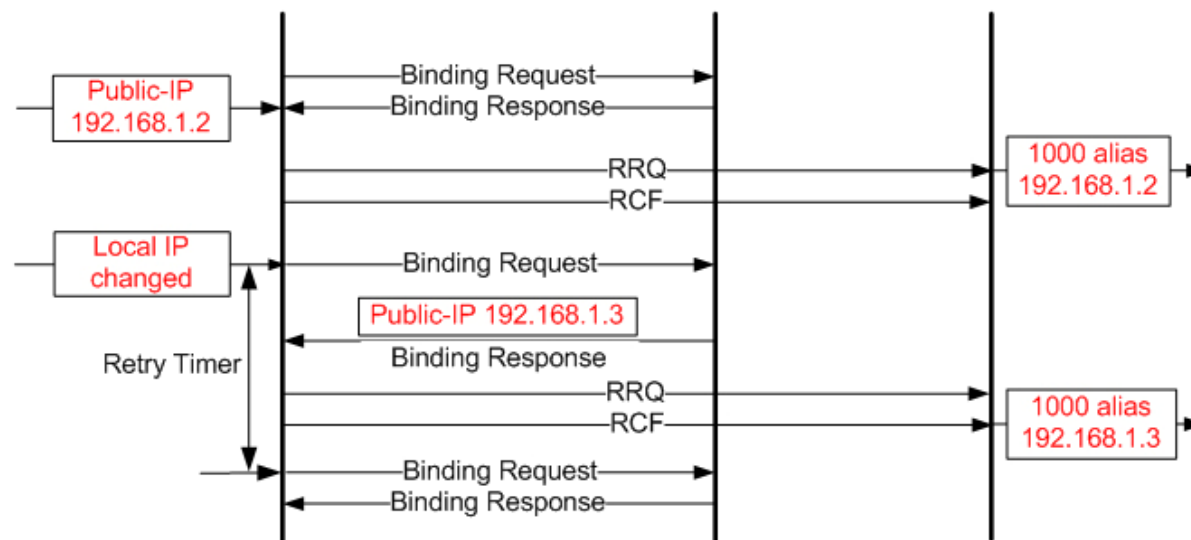 Binding Request
Public-IP
192.168.1.2
Binding Response
RRQ
1000 alias
192.168.1.2
RCF
Local IP
changed
Binding Request
Public-IP 192.168.1.3
Binding Response
Retry Timer
RRQ
RCF
1000 alias
192.168.1.3
Binding Request
Binding Response